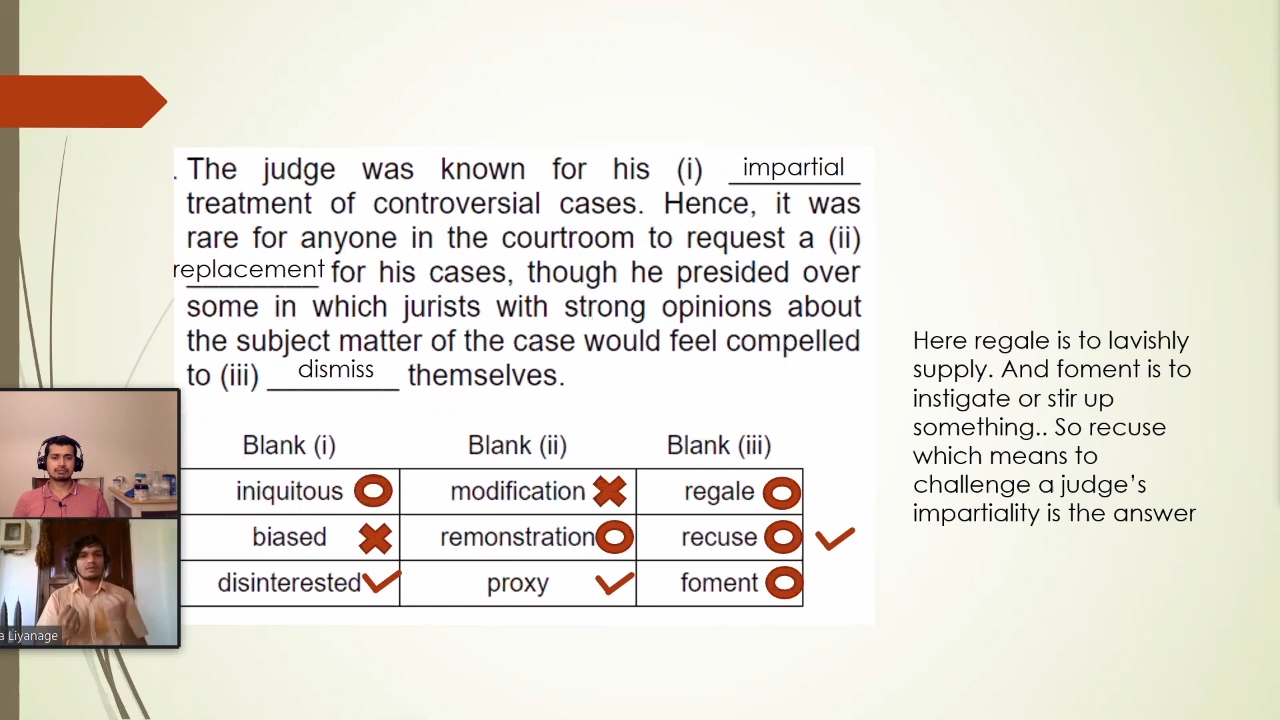 . The judge was known for his (i) impartial
treatment of controversial cases. Hence, it was
rare for anyone in the courtroom to request a (ii)
replacement for his cases, though he presided over
some in which jurists with strong opinions about
the subject matter of the case would feel compelled
to (iii) dismiss themselves.
Blank (i) Blank (ii) Blank (iii)
iniquitous modification regale
biased remonstration recuse
disinterested proxy foment
Here regale is to lavishly
supply. And foment is to
instigate or stir up
something.. So recuse
which means to
challenge a judge’s
impartiality is the answer
a Liyanage